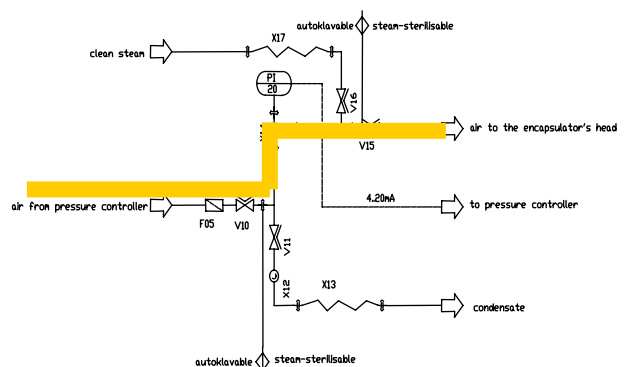 autoklavable steam-sterilisable
X17
clean steam
PI
20
V16
air to the encapsulator's head
V15
air from pressure controller
4.20mA
to pressure controller
F05
V10
V11
X12
X13
condensate
autoklavable steam-sterilisable